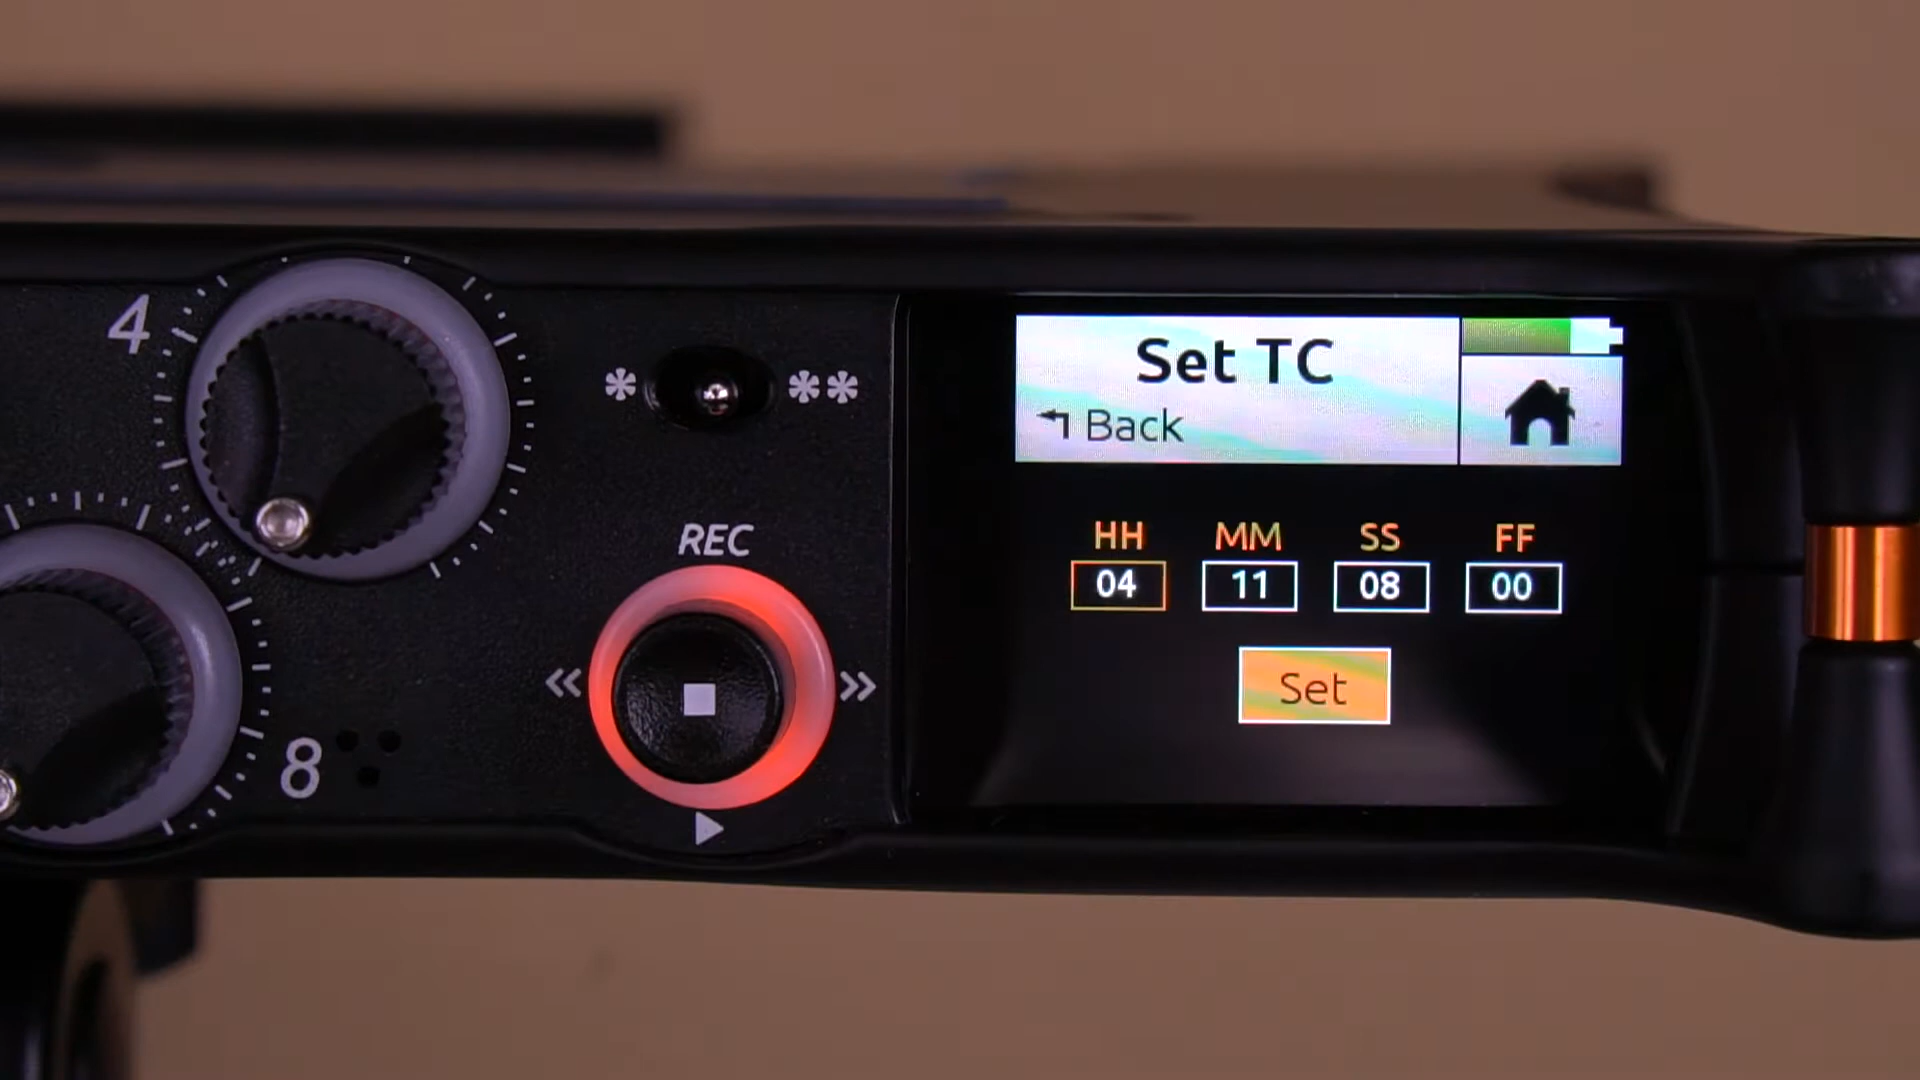 4
* **
REC
« »
8
Set TC
Back
HH MM SS FF
04 11 08 00
Set